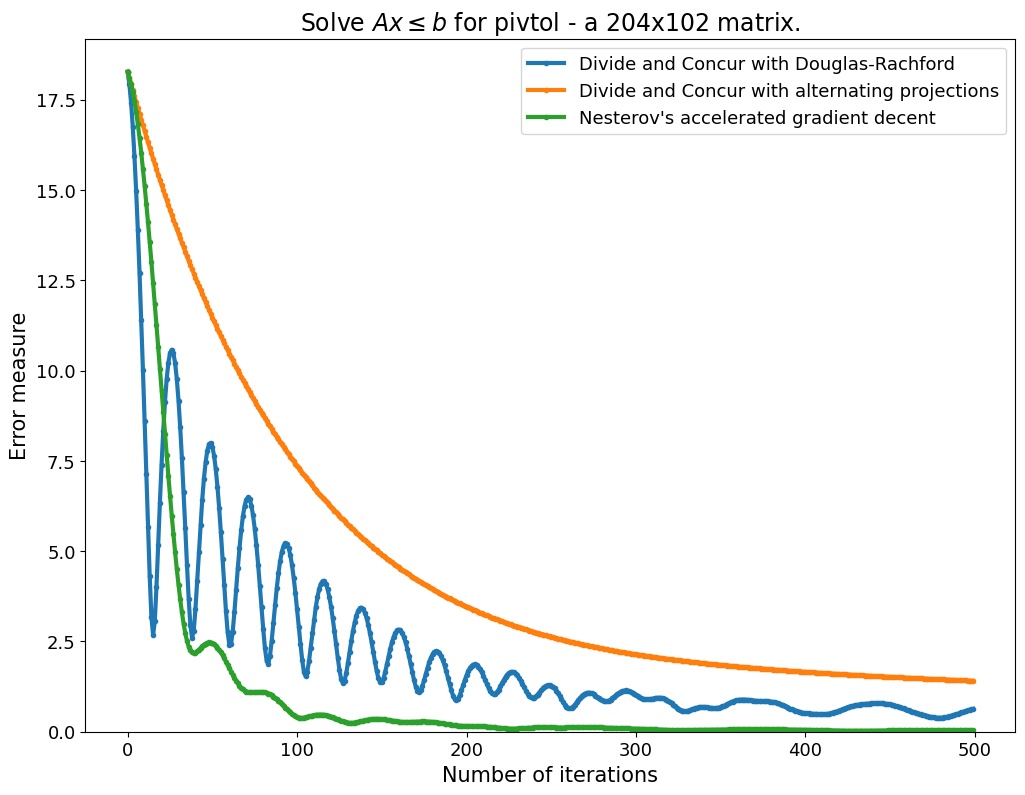 Solve Ax ≤ b for pivtol - a 204x102 matrix.
Divide and Concur with Douglas-Rachford
Divide and Concur with alternating projections
Nesterov's accelerated gradient decent
Error measure
17.5
15.0
12.5
10.0
7.5
5.0
2.5
0.0
0 100 200 300 400 500
Number of iterations